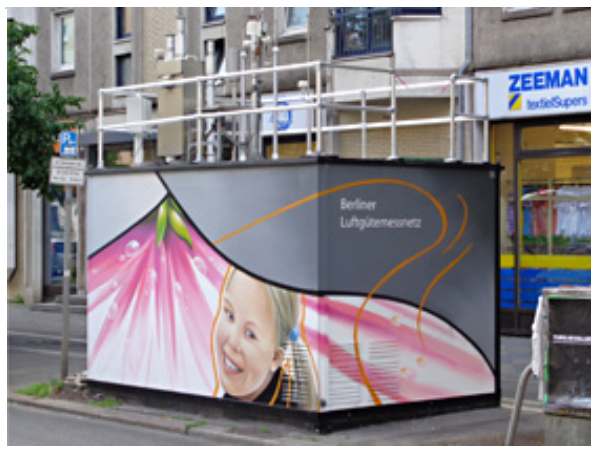 ZEEMAN
textielSupers
Berliner
Luftgütemessnetz
P